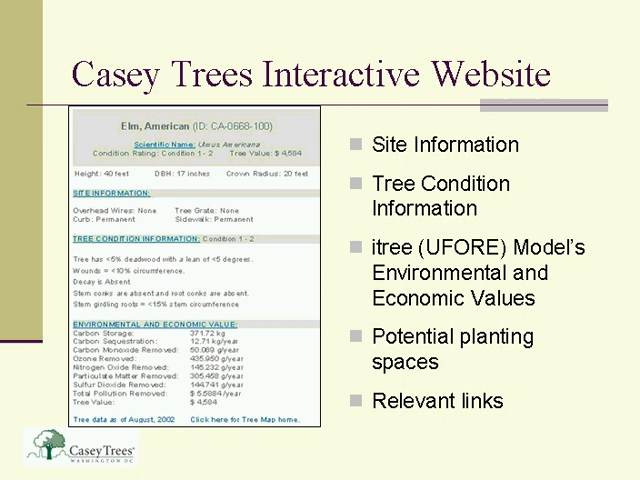 Casey Trees Interactive Website
Elm, American (ID: CA-0668-100)
Scientific Name: Ulmus Americana
Condition Rating: Condition 1 - 2 Tree Value: $ 4,584
Height: 40 feet DBH: 17 inches Crown Radius: 20 feet
SITE INFORMATION:
Overhead Wires: None Tree Grate: None
Curb: Permanent Sidewalk: Permanent
TREE CONDITION INFORMATION: Condition 1 - 2
Tree has <5% deadwood with a lean of <5 degrees.
Wounds = <10% circumference.
Decay is Absent
Stem conks are absent and root conks are absent.
Stem girdling roots = <15% stem circumference
ENVIRONMENTAL AND ECONOMIC VALUE:
Carbon Storage: 371.72 kg
Carbon Sequestration: 12.71 kg/year
Carbon Monoxide Removed: 50.069 g/year
Ozone Removed: 435.950 g/year
Nitrogen Oxide Removed: 145.232 g/year
Particulate Matter Removed: 305.458 g/year
Sulfur Dioxide Removed: 144.741 g/year
Total Pollution Removed: $ 5.5884 /year
Tree Value: $ 4,584
Tree data as of August, 2002 Click here for Tree Map home.
Site Information
Tree Condition
Information
itree (UFORE) Model's
Environmental and
Economic Values
Potential planting
spaces
Relevant links
Casey Trees
WASHINGTON DC